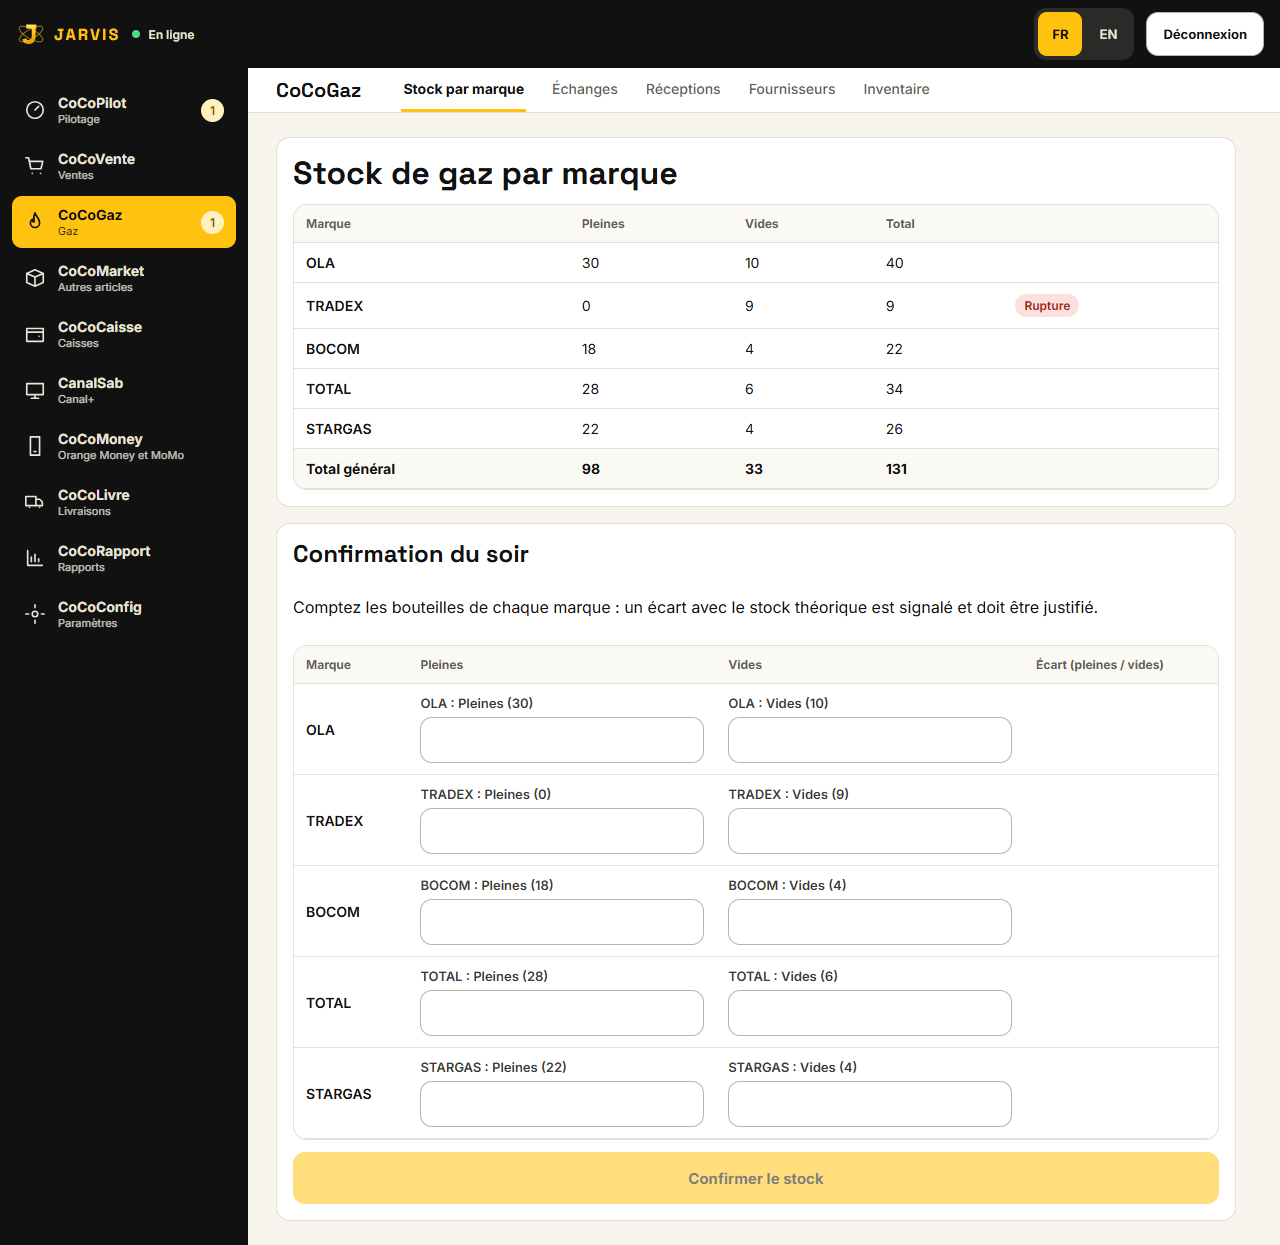 JARVIS En ligne FR EN Déconnexion
CoCoPilot
Pilotage
1
CoCoVente
Ventes
CoCoGaz
Gaz
1
CoCoMarket
Autres articles
CoCoCaisse
Caisses
CanalSab
Canal+
CoCoMoney
Orange Money et MoMo
CoCoLivre
Livraisons
CoCoRapport
Rapports
CoCoConfig
Paramètres
CoCoGaz Stock par marque Échanges Réceptions Fournisseurs Inventaire
Stock de gaz par marque
Marque Pleines Vides Total
OLA 30 10 40
TRADEX 0 9 9 Rupture
BOCOM 18 4 22
TOTAL 28 6 34
STARGAS 22 4 26
Total général 98 33 131
Confirmation du soir
Comptez les bouteilles de chaque marque : un écart avec le stock théorique est signalé et doit être justifié.
Marque Pleines Vides Écart (pleines / vides)
OLA : Pleines (30) OLA : Vides (10)
OLA
TRADEX : Pleines (0) TRADEX : Vides (9)
TRADEX
BOCOM : Pleines (18) BOCOM : Vides (4)
BOCOM
TOTAL : Pleines (28) TOTAL : Vides (6)
TOTAL
STARGAS : Pleines (22) STARGAS : Vides (4)
STARGAS
Confirmer le stock